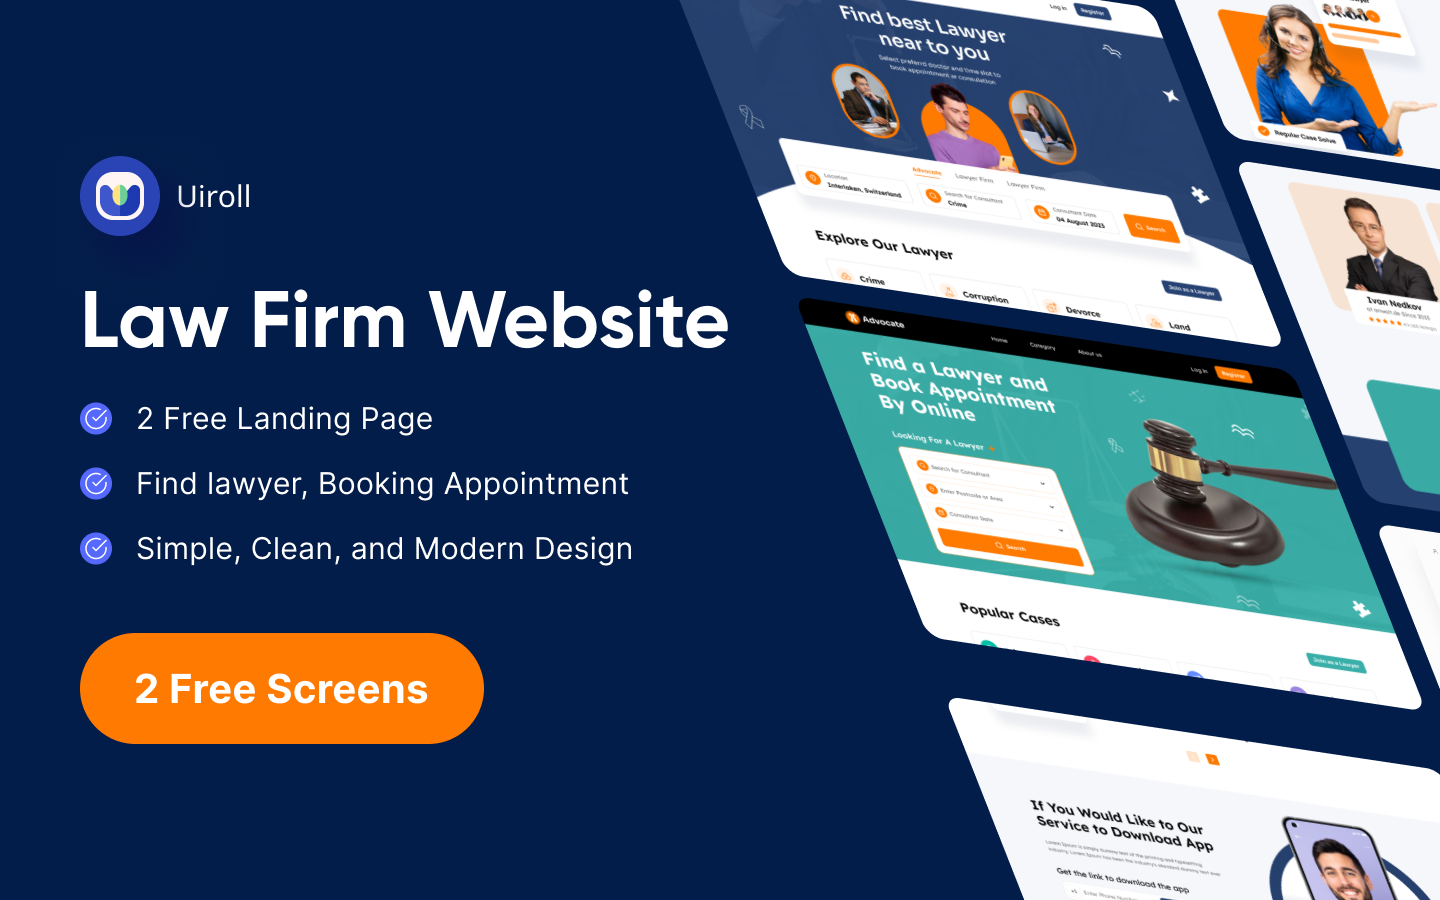 Uiroll
Law Firm Website
2 Free Landing Page
Find lawyer, Booking Appointment
Simple, Clean, and Modern Design
2 Free Screens
Log in
Register
Find best Lawyer
near to you
Select preferd doctor and time slot to
book appointment or consulation
Advocate
Lawyer Firm
Lawyer Firm
Location
Interlaken, Switzerland
Search for Consultant
Crime
Consultant Date
04 August 2023
Search
Explore Our Lawyer
Join as a Lawyer
Crime
Corruption
Devorce
Land
Regular Case Solve
Ivan Nedkov
Advocate
Home
Category
About us
Log in
Register
Find a Lawyer and
Book Appointment
By Online
Looking For A Lawyer
Search for Consultant
Enter Postcode or Area
Consultant Date
Search
Popular Cases
Join as a Lawyer
2
If You Would Like to Our
Service to Download App
Lorem Ipsum is simply dummy text of the printing and typesetting
industry. Lorem Ipsum has been the industry's standard dummy text ever
Get the link to download the app
+1
Enter Phone Number